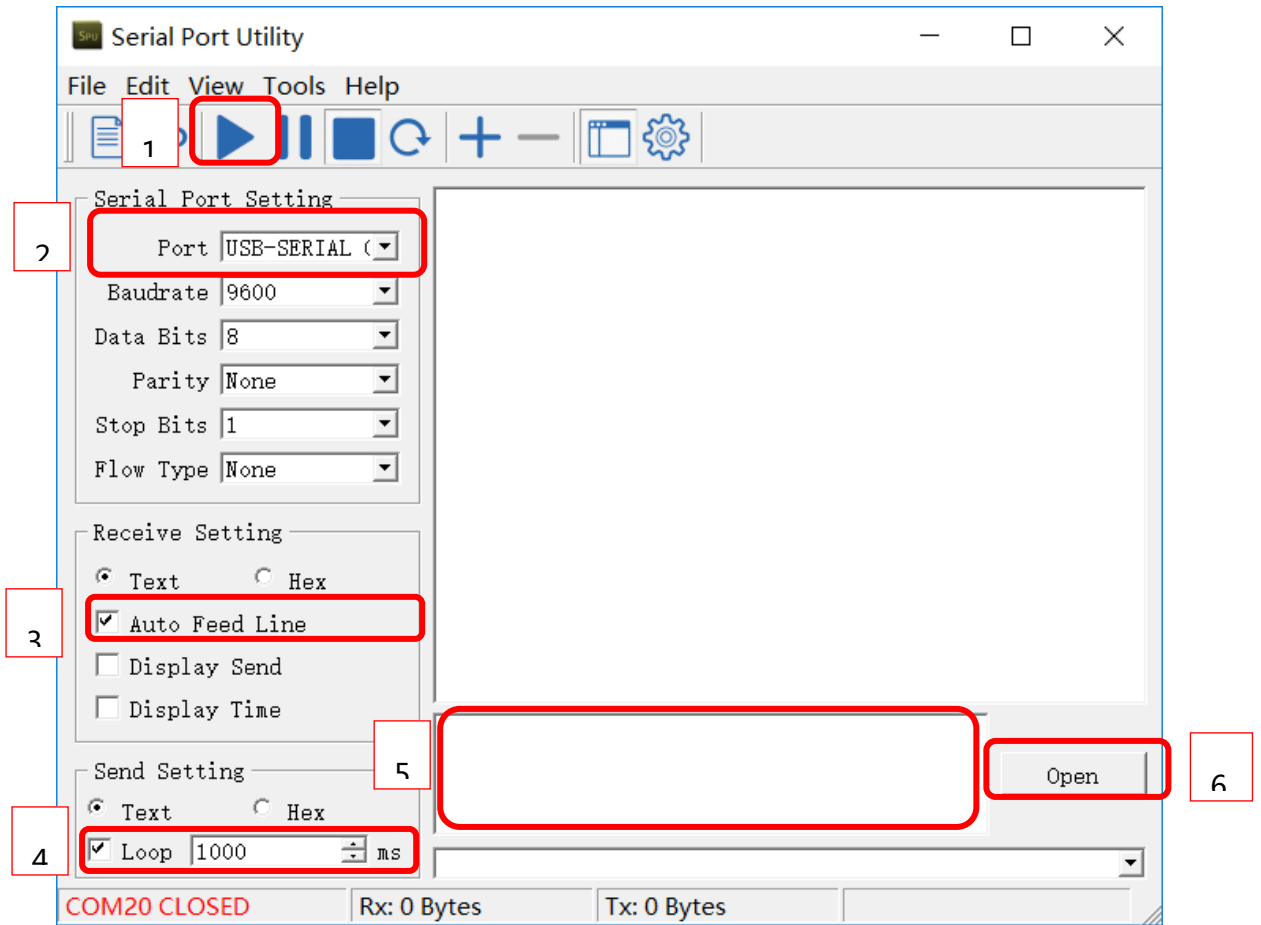 SPU Serial Port Utility
File Edit View Tools Help
1
Serial Port Setting
2
Port USB-SERIAL (
Baudrate 9600
Data Bits 8
Parity None
Stop Bits 1
Flow Type None
Receive Setting
Text Hex
3
Auto Feed Line
Display Send
Display Time
5
Send Setting
Open
6
Text Hex
4
Loop 1000 ms
COM20 CLOSED Rx: 0 Bytes Tx: 0 Bytes